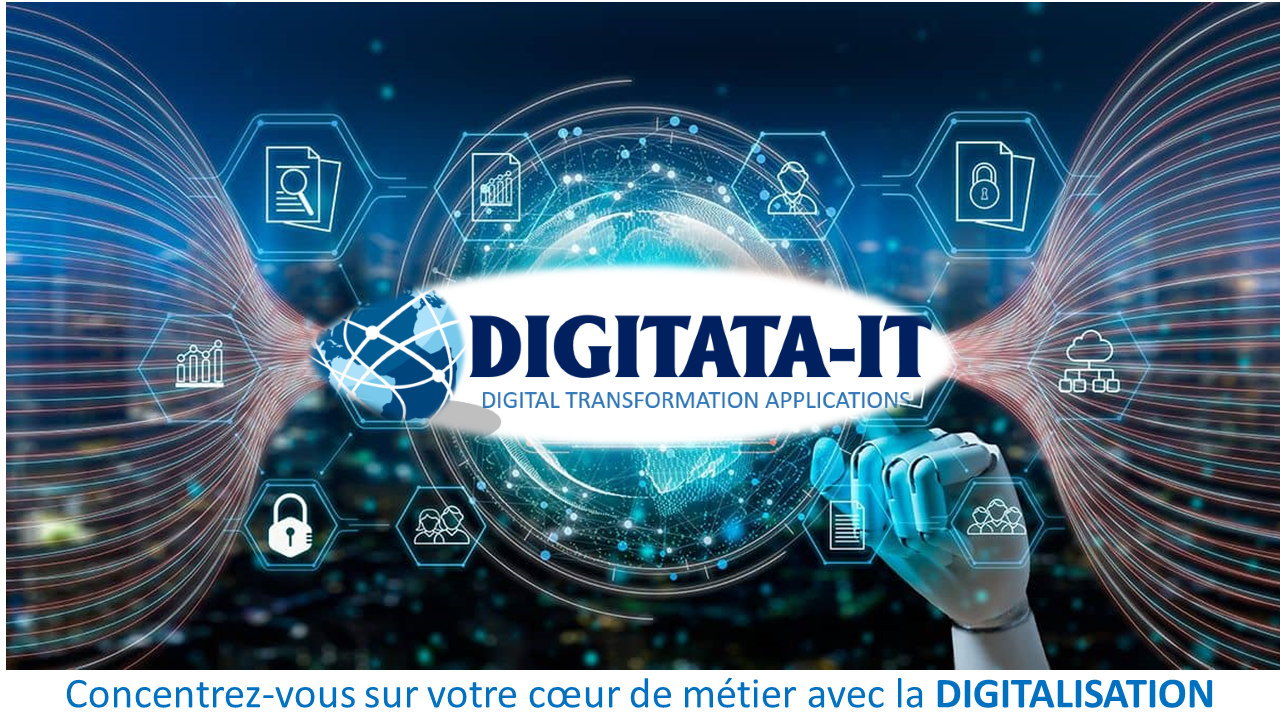 DIGITATA-IT
DIGITAL TRANSFORMATION APPLICATIONS
Concentrez-vous sur votre cœur de métier avec la DIGITALISATION